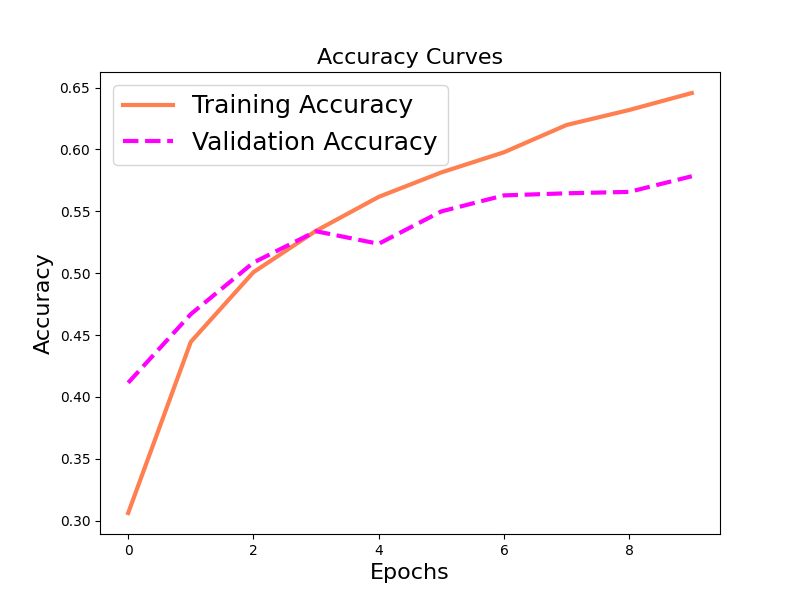 Accuracy Curves
Training Accuracy
Validation Accuracy
Accuracy
0.65
0.60
0.55
0.50
0.45
0.40
0.35
0.30
0 2 4 6 8
Epochs